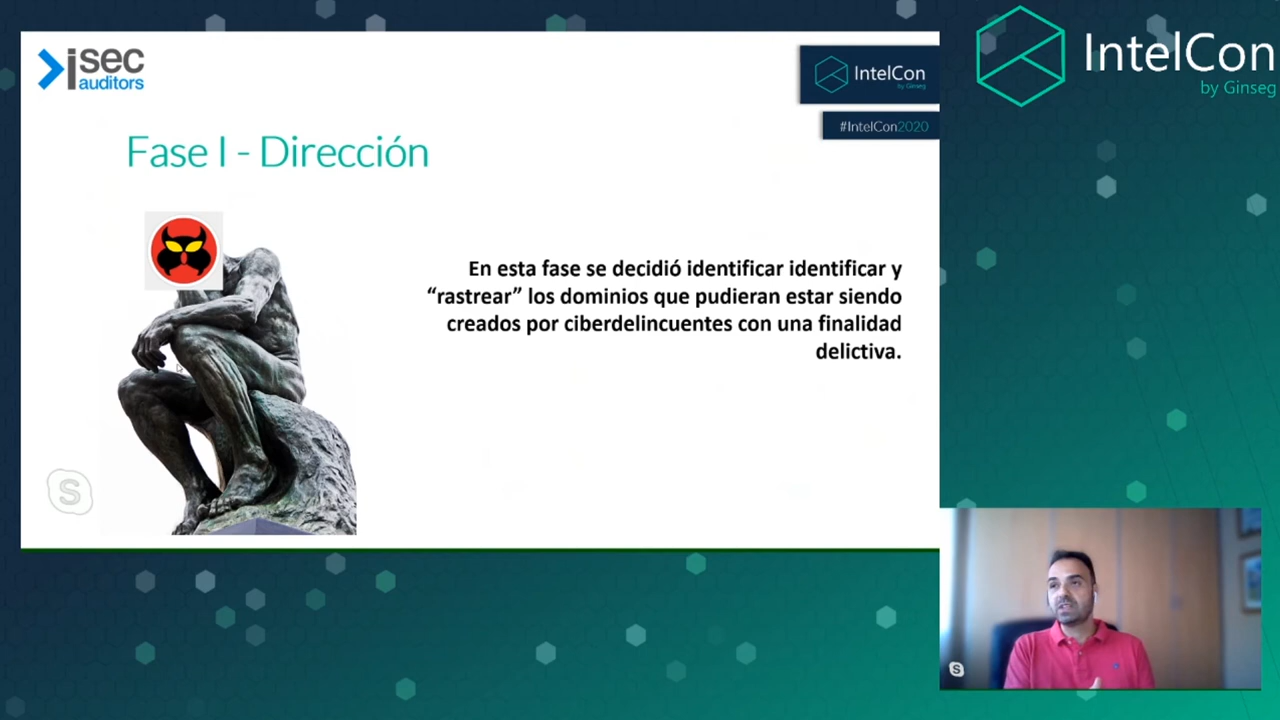 isec
auditors
IntelCon
by Ginseg
#IntelCon2020
Fase I - Dirección
En esta fase se decidió identificar identificar y
“rastrear” los dominios que pudieran estar siendo
creados por ciberdelincuentes con una finalidad
delictiva.
IntelCon
by Ginseg